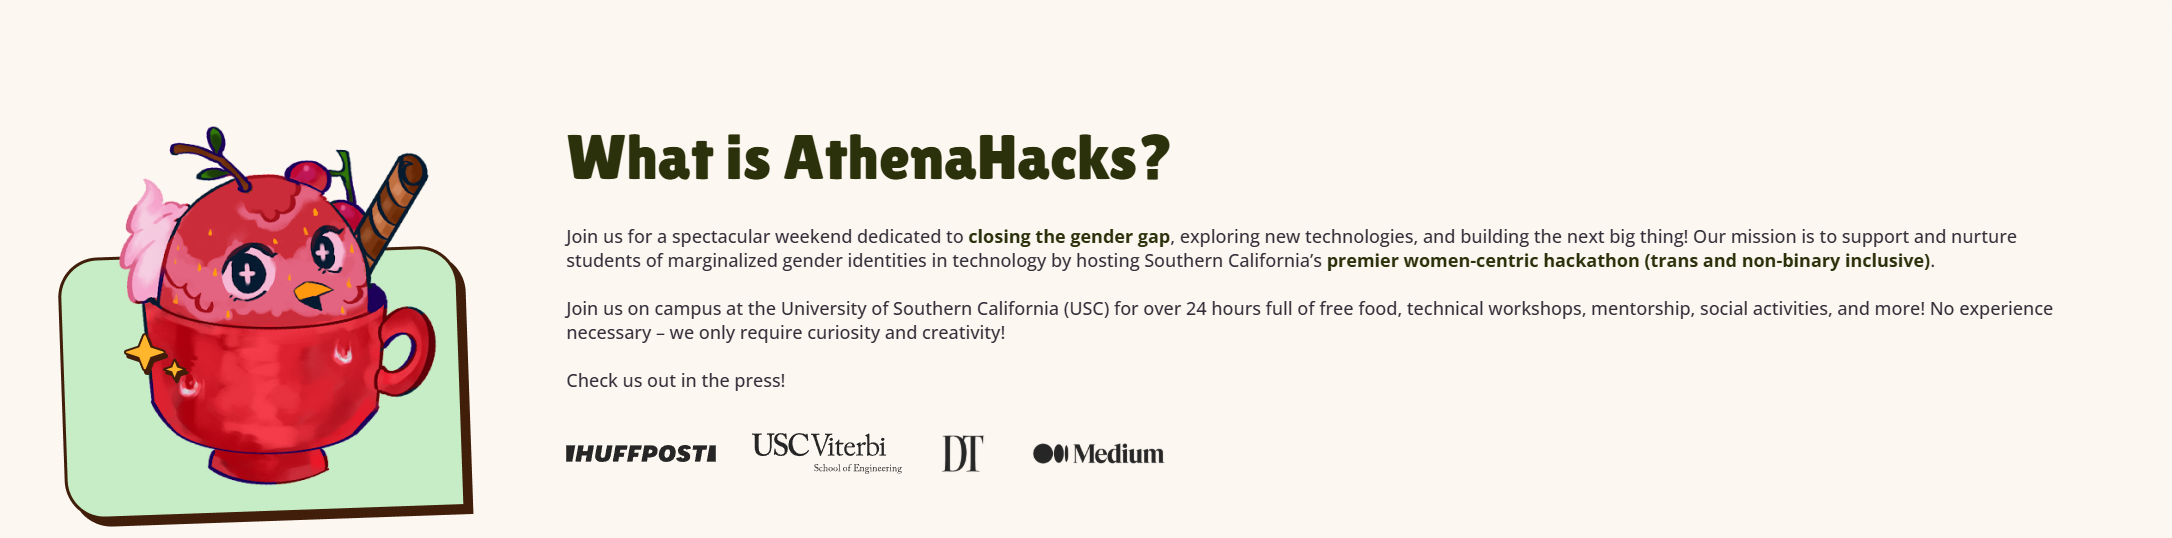 What is AthenaHacks?
Join us for a spectacular weekend dedicated to closing the gender gap, exploring new technologies, and building the next big thing! Our mission is to support and nurture
students of marginalized gender identities in technology by hosting Southern California’s premier women-centric hackathon (trans and non-binary inclusive).
Join us on campus at the University of Southern California (USC) for over 24 hours full of free food, technical workshops, mentorship, social activities, and more! No experience
necessary – we only require curiosity and creativity!
Check us out in the press!
HUFFPOST USC Viterbi DT Medium
School of Engineering